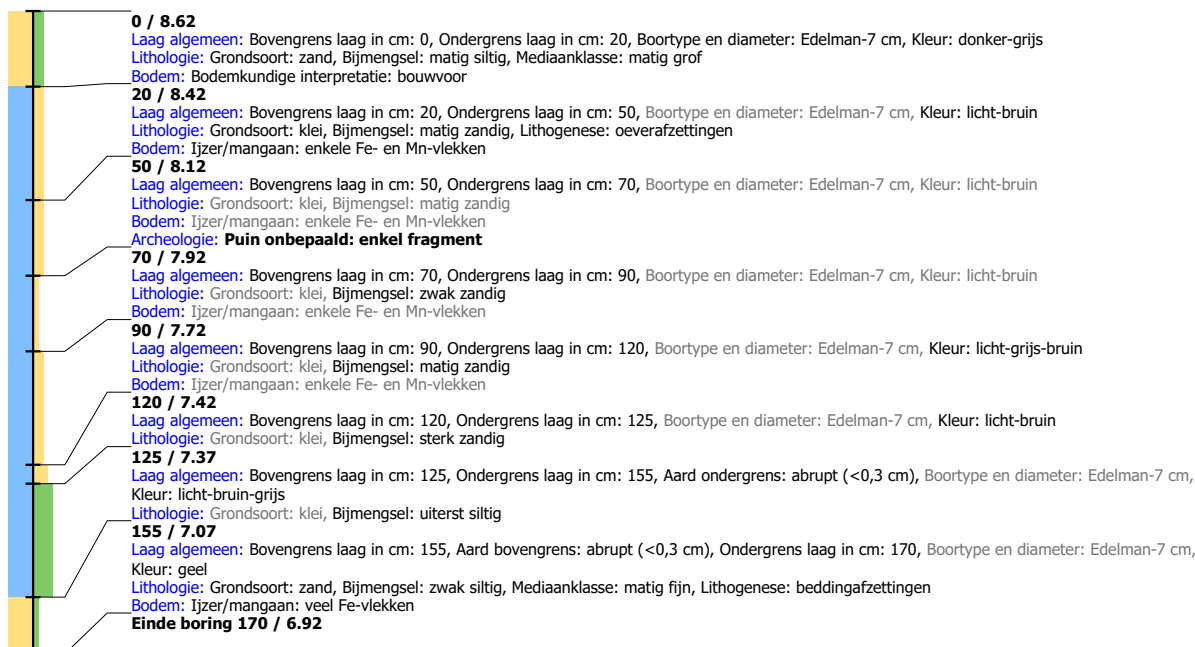 0 / 8.62
Laag algemeen: Bovengrens laag in cm: 0, Ondergrens laag in cm: 20, Boortype en diameter: Edelman-7 cm, Kleur: donker-grijs
Lithologie: Grondsoort: zand, Bijmengsel: matig siltig, Mediaanklasse: matig grof
Bodem: Bodemkundige interpretatie: bouwvoor
20 / 8.42
Laag algemeen: Bovengrens laag in cm: 20, Ondergrens laag in cm: 50, Boortype en diameter: Edelman-7 cm, Kleur: licht-bruin
Lithologie: Grondsoort: klei, Bijmengsel: matig zandig, Lithogenese: oeverafzettingen
Bodem: Ijzer/mangaan: enkele Fe- en Mn-vlekken
50 / 8.12
Laag algemeen: Bovengrens laag in cm: 50, Ondergrens laag in cm: 70, Boortype en diameter: Edelman-7 cm, Kleur: licht-bruin
Lithologie: Grondsoort: klei, Bijmengsel: matig zandig
Bodem: Ijzer/mangaan: enkele Fe- en Mn-vlekken
Archeologie: Puin onbepaald: enkel fragment
70 / 7.92
Laag algemeen: Bovengrens laag in cm: 70, Ondergrens laag in cm: 90, Boortype en diameter: Edelman-7 cm, Kleur: licht-bruin
Lithologie: Grondsoort: klei, Bijmengsel: zwak zandig
Bodem: Ijzer/mangaan: enkele Fe- en Mn-vlekken
90 / 7.72
Laag algemeen: Bovengrens laag in cm: 90, Ondergrens laag in cm: 120, Boortype en diameter: Edelman-7 cm, Kleur: licht-grijs-bruin
Lithologie: Grondsoort: klei, Bijmengsel: matig zandig
Bodem: Ijzer/mangaan: enkele Fe- en Mn-vlekken
120 / 7.42
Laag algemeen: Bovengrens laag in cm: 120, Ondergrens laag in cm: 125, Boortype en diameter: Edelman-7 cm, Kleur: licht-bruin
Lithologie: Grondsoort: klei, Bijmengsel: sterk zandig
125 / 7.37
Laag algemeen: Bovengrens laag in cm: 125, Ondergrens laag in cm: 155, Aard ondergrens: abrupt (<0,3 cm), Boortype en diameter: Edelman-7 cm,
Kleur: licht-bruin-grijs
Lithologie: Grondsoort: klei, Bijmengsel: uiterst siltig
155 / 7.07
Laag algemeen: Bovengrens laag in cm: 155, Aard bovengrens: abrupt (<0,3 cm), Ondergrens laag in cm: 170, Boortype en diameter: Edelman-7 cm,
Kleur: geel
Lithologie: Grondsoort: zand, Bijmengsel: zwak siltig, Mediaanklasse: matig fijn, Lithogenese: beddingafzettingen
Bodem: Ijzer/mangaan: veel Fe-vlekken
Einde boring 170 / 6.92